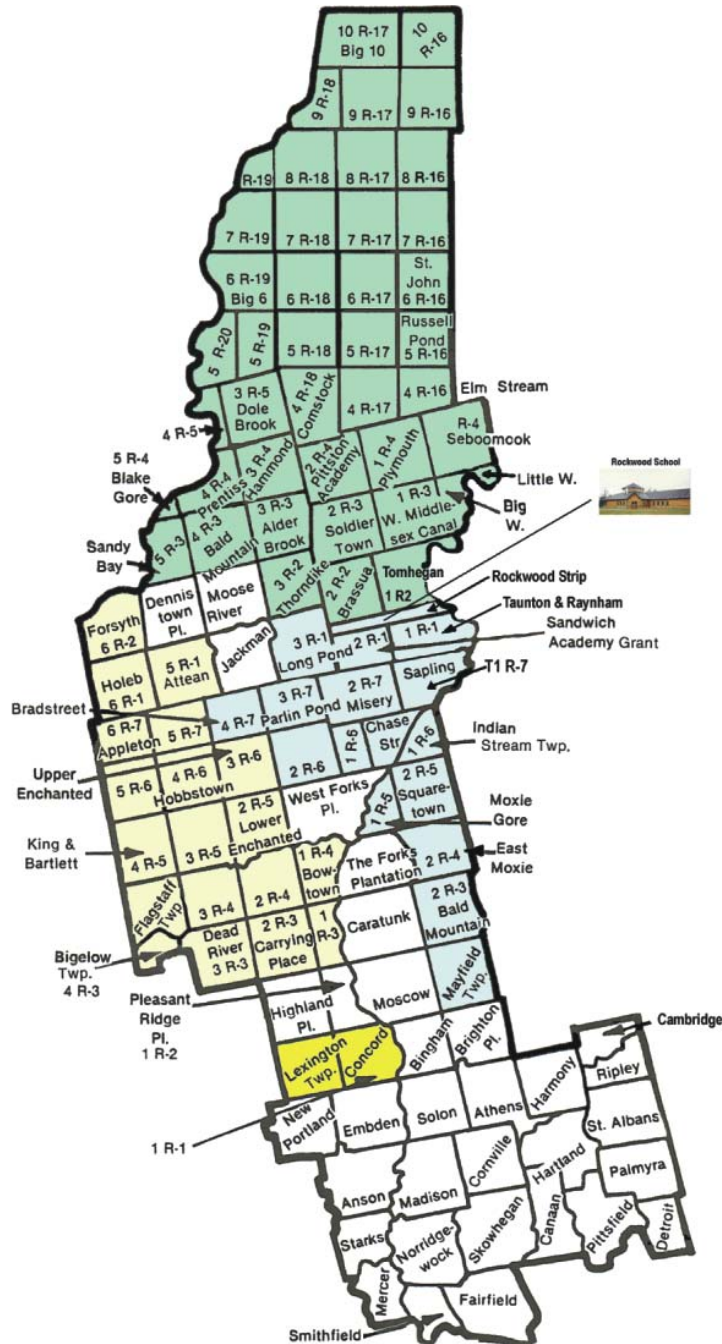 10 R-17
Big 10
10
R-16
9 R-18
9 R-17
9 R-16
R-19
8 R-18
8 R-17
8 R-16
7 R-19
7 R-18
7 R-17
7 R-16
6 R-19
Big 6
6 R-18
6 R-17
St.
John
6 R-16
5 R-20
5 R-19
5 R-18
5 R-17
Russell
Pond
5 R-16
4 R-5
3 R-5
Dole
Brook
4 R-18
Comstock
4 R-17
4 R-16
Elm Stream
5 R-4
Blake
Gore
4 R-4
Prentiss
3 R-4
Hammond
2 R-4
Pittston
Academy
1 R-4
Plymouth
R-4
Seboomook
Little W.
Rockwood School
Sandy
Bay
5 R-3
4 R-3
Bald
Mountain
3 R-3
Alder
Brook
2 R-3
Soldier
Town
1 R-3
W. Middle-
sex Canal
Big
W.
3 R-2
Thorndike
2 R-2
Brassua
Tomhegan
1 R2
Rockwood Strip
Forsyth
6 R-2
Dennis
town
Pl.
Moose
River
Taunton & Raynham
Holeb
6 R-1
5 R-1
Attean
Jackman
3 R-1
Long Pond
2 R-1
1 R-1
Sandwich
Academy Grant
Bradstreet
6 R-7
Appleton
5 R-7
4 R-7
3 R-7
Parlin Pond
2 R-7
Misery
Sapling
T1 R-7
Upper
Enchanted
5 R-6
4 R-6
Hobbstown
3 R-6
2 R-6
1 R-6
Chase
Str.
1 R-6
Indian
Stream Twp.
King &
Bartlett
4 R-5
3 R-5
2 R-5
Lower
Enchanted
West Forks
Pl.
1 R-5
2 R-5
Square-
town
Moxie
Gore
Flagstaff
Twp.
3 R-4
2 R-4
1 R-4
Bow-
town
The Forks
Plantation
2 R-4
East
Moxie
Bigelow
Twp.
4 R-3
Dead
River
3 R-3
2 R-3
Carrying
Place
1
R-3
Caratunk
2 R-3
Bald
Mountain
Pleasant
Ridge
Pl.
1 R-2
Highland
Pl.
Moscow
Mayfield Twp.
Lexington
Twp.
Concord
Bingham
Brighton
Pl.
Cambridge
1 R-1
New
Portland
Embden
Solon
Athens
Harmony
Ripley
Anson
Madison
Cornville
Hartland
St. Albans
Palmyra
Starks
Norridge-
wock
Skowhegan
Canaan
Pittsfield
Detroit
Mercer
Smithfield
Fairfield